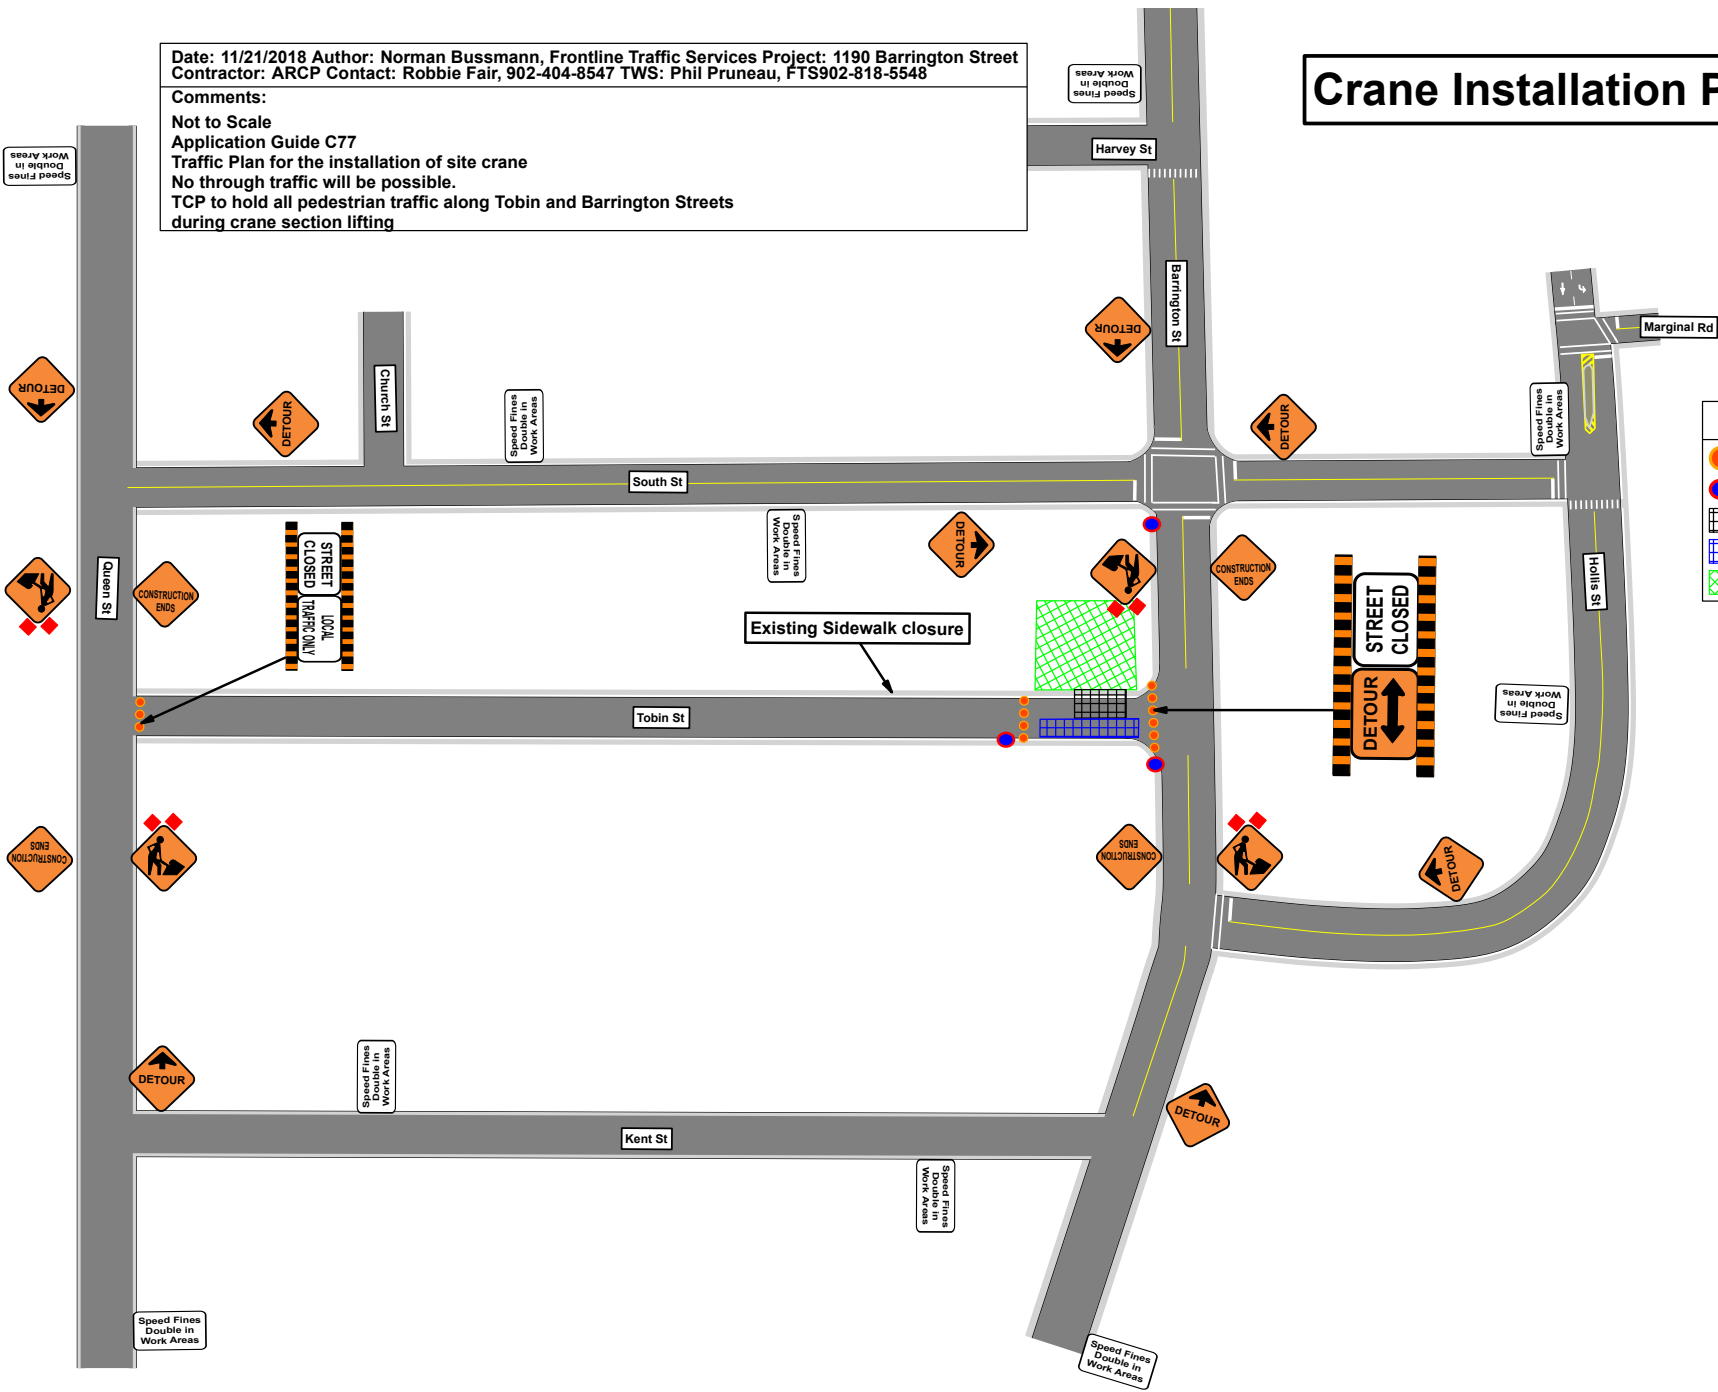 Date: 11/21/2018 Author: Norman Bussmann, Frontline Traffic Services Project: 1190 Barrington Street
Contractor: ARCP Contact: Robbie Fair, 902-404-8547 TWS: Phil Pruneau, FTS902-818-5548
Comments:
Not to Scale
Application Guide C77
Traffic Plan for the installation of site crane
No through traffic will be possible.
TCP to hold all pedestrian traffic along Tobin and Barrington Streets
during crane section lifting
Crane Installation P
Speed Fines
Double in
Work Areas
Harvey St
Speed Fines
Double in
Work Areas
Barrington St
DETOUR
Marginal Rd
DETOUR
Church St
DETOUR
Speed Fines
Double in
Work Areas
DETOUR
Speed Fines
Double in
Work Areas
South St
Speed Fines
Double in
Work Areas
DETOUR
STREET
CLOSED
LOCAL
TRAFFIC ONLY
Queen St
CONSTRUCTION
ENDS
CONSTRUCTION
ENDS
Hollis St
STREET
CLOSED
DETOUR
Existing Sidewalk closure
Tobin St
Speed Fines
Double in
Work Areas
CONSTRUCTION
ENDS
CONSTRUCTION
ENDS
DETOUR
DETOUR
Speed Fines
Double in
Work Areas
DETOUR
Kent St
Speed Fines
Double in
Work Areas
Speed Fines
Double in
Work Areas
Speed Fines
Double in
Work Areas